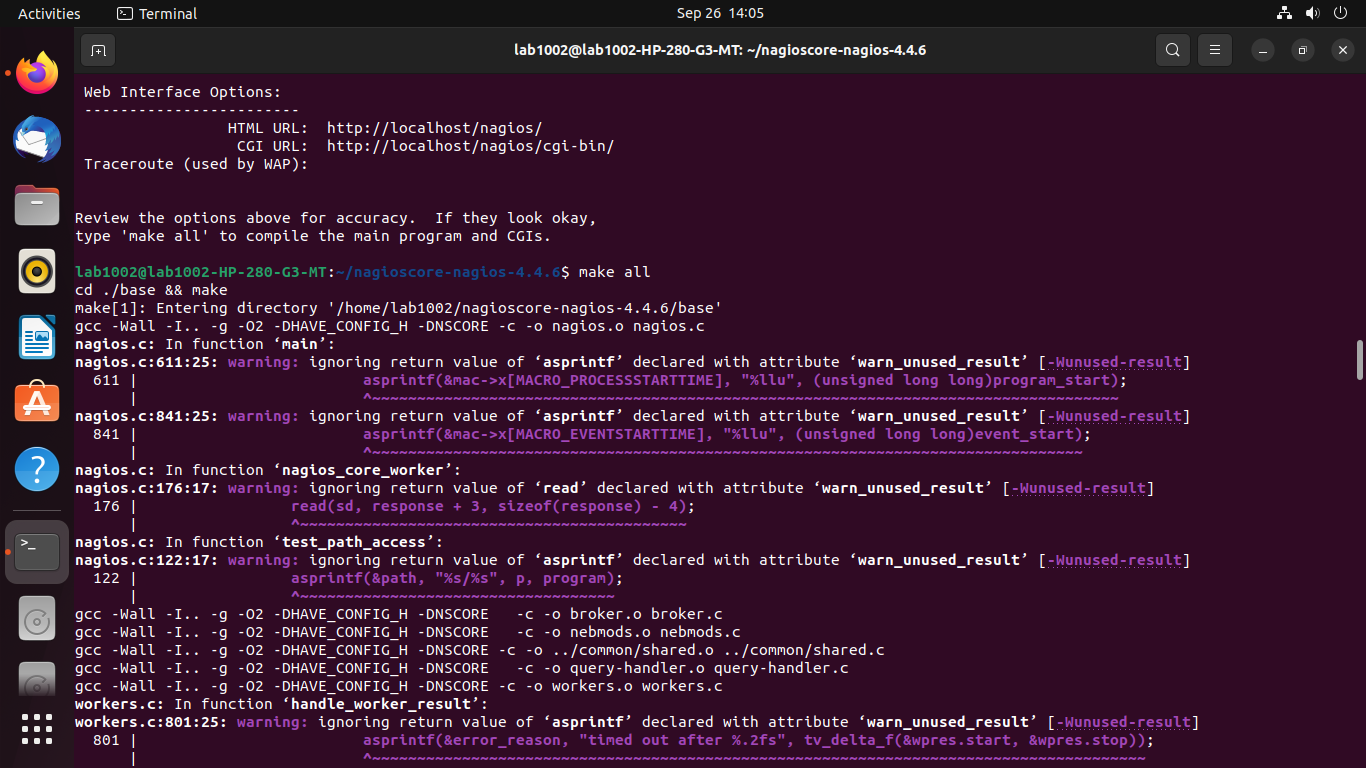 Activities
Terminal
Sep 26 14:05
lab1002@lab1002-HP-280-G3-MT: ~/nagioscore-nagios-4.4.6
Web Interface Options:
------------------------
HTML URL:  http://localhost/nagios/
CGI URL:  http://localhost/nagios/cgi-bin/
Traceroute (used by WAP):
Review the options above for accuracy.  If they look okay,
type 'make all' to compile the main program and CGIs.
lab1002@lab1002-HP-280-G3-MT:~/nagioscore-nagios-4.4.6$ make all
cd ./base && make
make[1]: Entering directory '/home/lab1002/nagioscore-nagios-4.4.6/base'
gcc -Wall -I.. -g -O2 -DHAVE_CONFIG_H -DNSCORE -c -o nagios.o nagios.c
nagios.c: In function ‘main’:
nagios.c:611:25: warning: ignoring return value of ‘asprintf’ declared with attribute ‘warn_unused_result’ [-Wunused-result]
  611 |                         asprintf(&mac->x[MACRO_PROCESSSTARTTIME], "%llu", (unsigned long long)program_start);
      |                         ^~~~~~~~~~~~~~~~~~~~~~~~~~~~~~~~~~~~~~~~~~~~~~~~~~~~~~~~~~~~~~~~~~~~~~~~~~~~~~~~~~~~
nagios.c:841:25: warning: ignoring return value of ‘asprintf’ declared with attribute ‘warn_unused_result’ [-Wunused-result]
  841 |                         asprintf(&mac->x[MACRO_EVENTSTARTTIME], "%llu", (unsigned long long)event_start);
      |                         ^~~~~~~~~~~~~~~~~~~~~~~~~~~~~~~~~~~~~~~~~~~~~~~~~~~~~~~~~~~~~~~~~~~~~~~~~~~~~~~~
nagios.c: In function ‘nagios_core_worker’:
nagios.c:176:17: warning: ignoring return value of ‘read’ declared with attribute ‘warn_unused_result’ [-Wunused-result]
  176 |                 read(sd, response + 3, sizeof(response) - 4);
      |                 ^~~~~~~~~~~~~~~~~~~~~~~~~~~~~~~~~~~~~~~~~~~~
nagios.c: In function ‘test_path_access’:
nagios.c:122:17: warning: ignoring return value of ‘asprintf’ declared with attribute ‘warn_unused_result’ [-Wunused-result]
  122 |                 asprintf(&path, "%s/%s", p, program);
      |                 ^~~~~~~~~~~~~~~~~~~~~~~~~~~~~~~~~~~~
gcc -Wall -I.. -g -O2 -DHAVE_CONFIG_H -DNSCORE   -c -o broker.o broker.c
gcc -Wall -I.. -g -O2 -DHAVE_CONFIG_H -DNSCORE   -c -o nebmods.o nebmods.c
gcc -Wall -I.. -g -O2 -DHAVE_CONFIG_H -DNSCORE -c -o ../common/shared.o ../common/shared.c
gcc -Wall -I.. -g -O2 -DHAVE_CONFIG_H -DNSCORE   -c -o query-handler.o query-handler.c
gcc -Wall -I.. -g -O2 -DHAVE_CONFIG_H -DNSCORE -c -o workers.o workers.c
workers.c: In function ‘handle_worker_result’:
workers.c:801:25: warning: ignoring return value of ‘asprintf’ declared with attribute ‘warn_unused_result’ [-Wunused-result]
  801 |                         asprintf(&error_reason, "timed out after %.2fs", tv_delta_f(&wpres.start, &wpres.stop));
      |                         ^~~~~~~~~~~~~~~~~~~~~~~~~~~~~~~~~~~~~~~~~~~~~~~~~~~~~~~~~~~~~~~~~~~~~~~~~~~~~~~~~~~~~~~